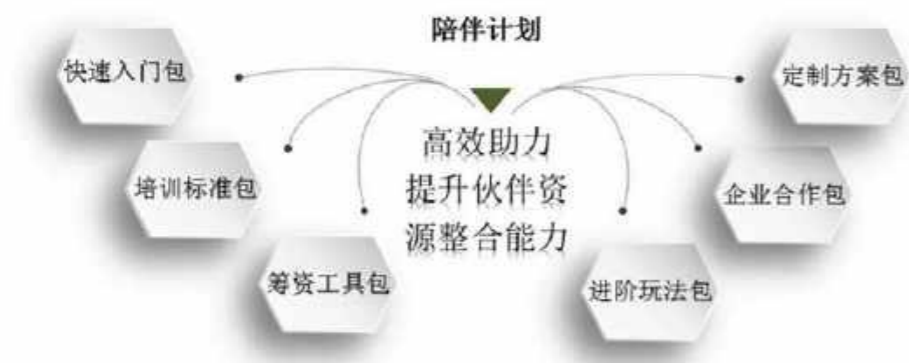 陪伴计划
快速入门包
定制方案包
高效助力
提升伙伴资
源整合能力
培训标准包
企业合作包
筹资工具包
进阶玩法包